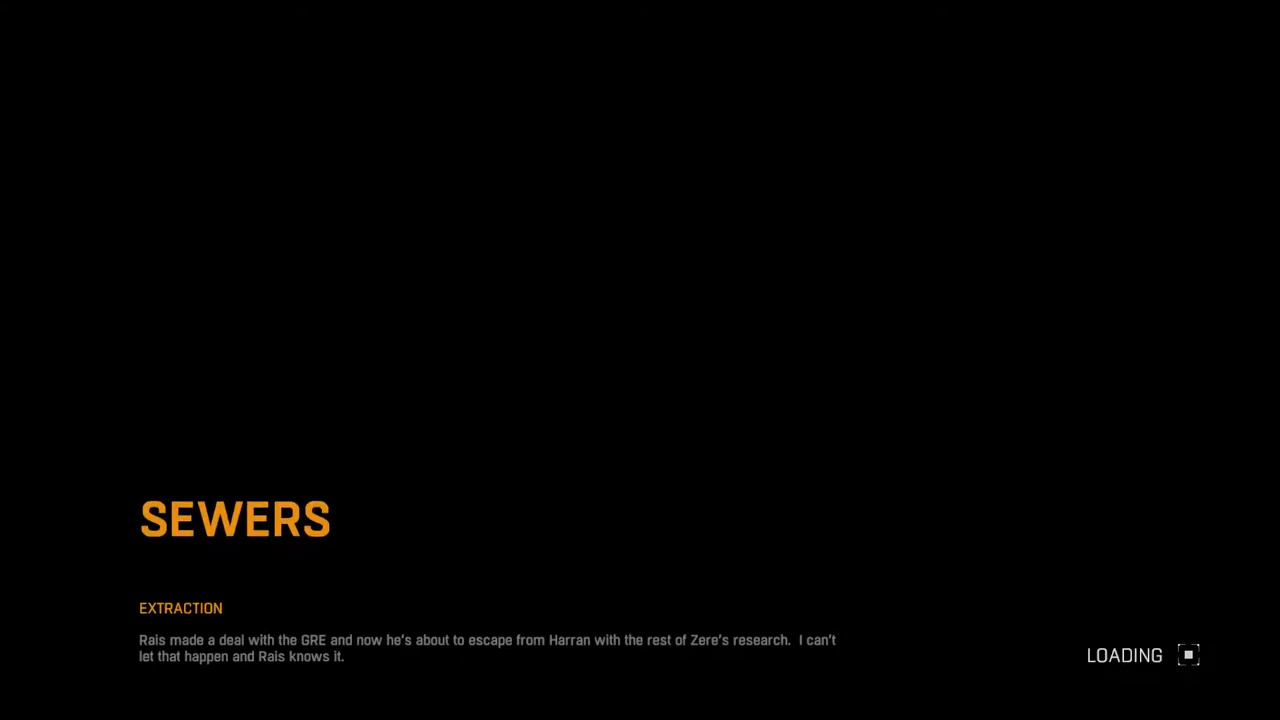 SEWERS
EXTRACTION
Rais made a deal with the GRE and now he's about to escape from Harran with the rest of Zere's research.  I can't
let that happen and Rais knows it.
LOADING